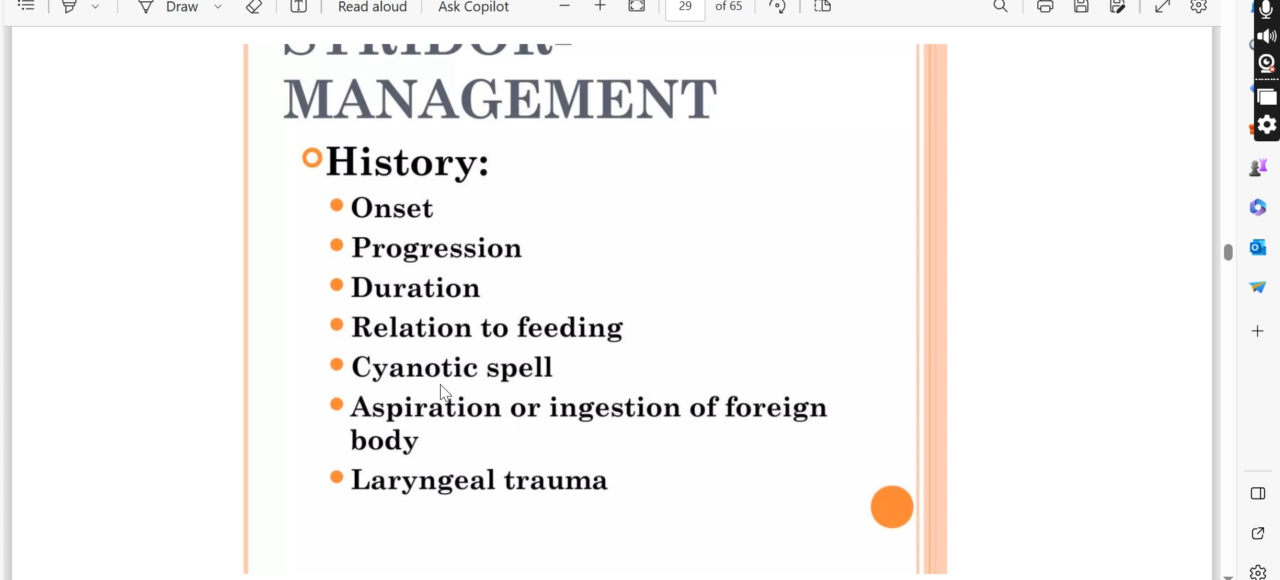 Draw
Read aloud
Ask Copilot
29
of 65
STRIDOR-
MANAGEMENT
History:
Onset
Progression
Duration
Relation to feeding
Cyanotic spell
Aspiration or ingestion of foreign
body
Laryngeal trauma